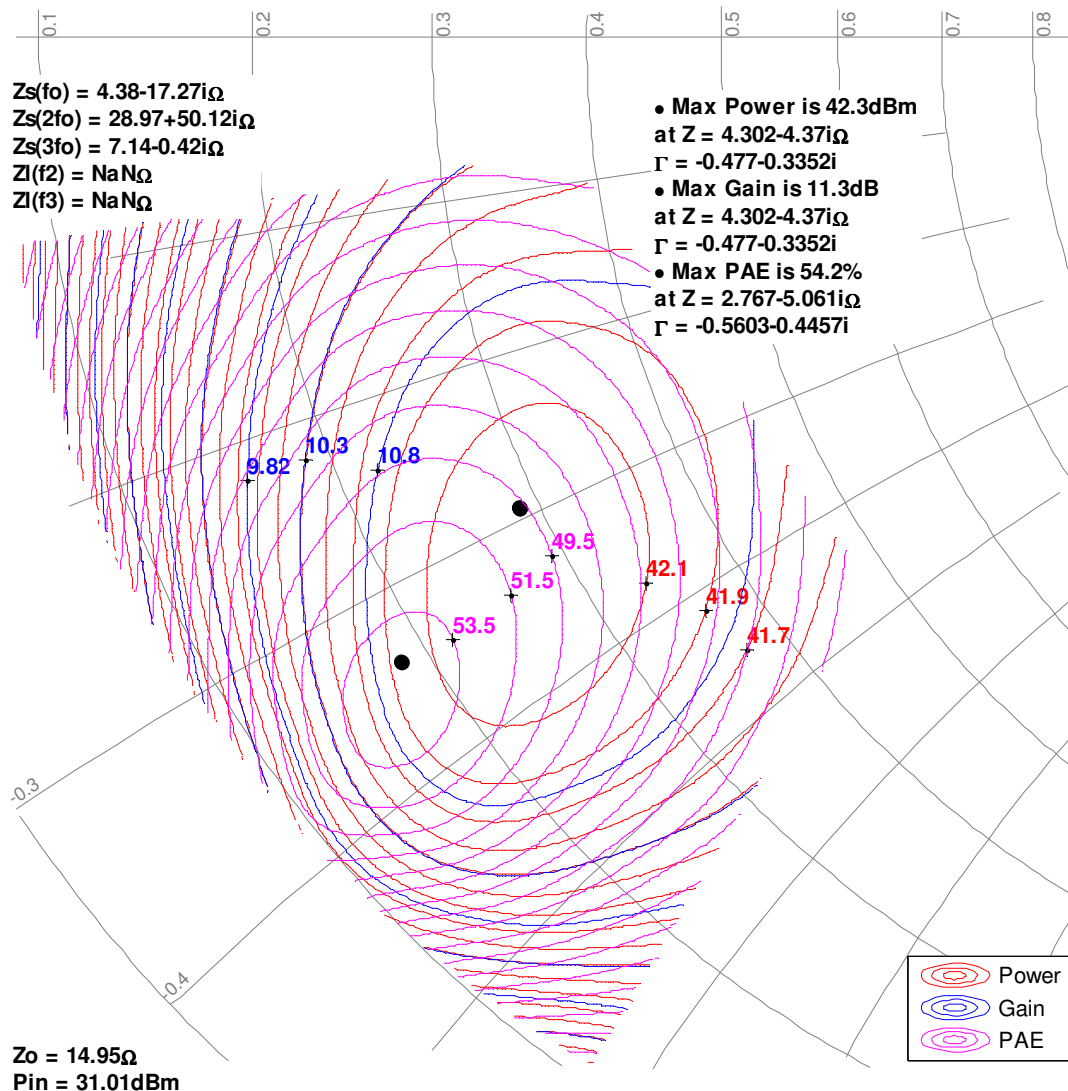 0.1
0.2
0.3
0.4
0.5
0.6
0.7
0.8
Zs(fo) = 4.38-17.27iΩ
Zs(2fo) = 28.97+50.12iΩ
Zs(3fo) = 7.14-0.42iΩ
Zl(f2) = NaNΩ
Zl(f3) = NaNΩ
● Max Power is 42.3dBm
at Z = 4.302-4.37iΩ
Γ = -0.477-0.3352i
● Max Gain is 11.3dB
at Z = 4.302-4.37iΩ
Γ = -0.477-0.3352i
● Max PAE is 54.2%
at Z = 2.767-5.061iΩ
Γ = -0.5603-0.4457i
9.82
10.3
10.8
49.5
51.5
53.5
42.1
41.9
41.7
-0.3
-0.4
Power
Gain
PAE
Zo = 14.95Ω
Pin = 31.01dBm